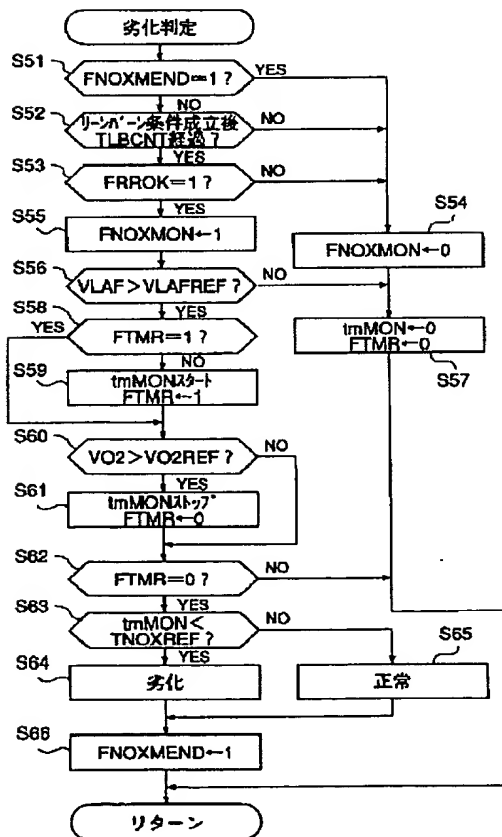 劣化判定
S51
FNOXMEND=1?
YES
NO
S52
リーンバーン条件成立後
TLBCNT経過?
NO
YES
S53
FRROK=1?
NO
YES
S54
S55
FNOXMON←1
FNOXMON←0
S56
VLAF>VLAFREF?
NO
YES
S58
YES
FTMR=1?
tmMON←0
FTMR←0
S57
NO
S59
tmMONスタート
FTMR←1
S60
VO2>VO2REF?
NO
YES
S61
tmMONストップ
FTMR←0
S62
FTMR=0?
NO
YES
S63
tmMON<
TNOXREF?
NO
YES
S64
劣化
S65
正常
S66
FNOXMEND←1
リターン